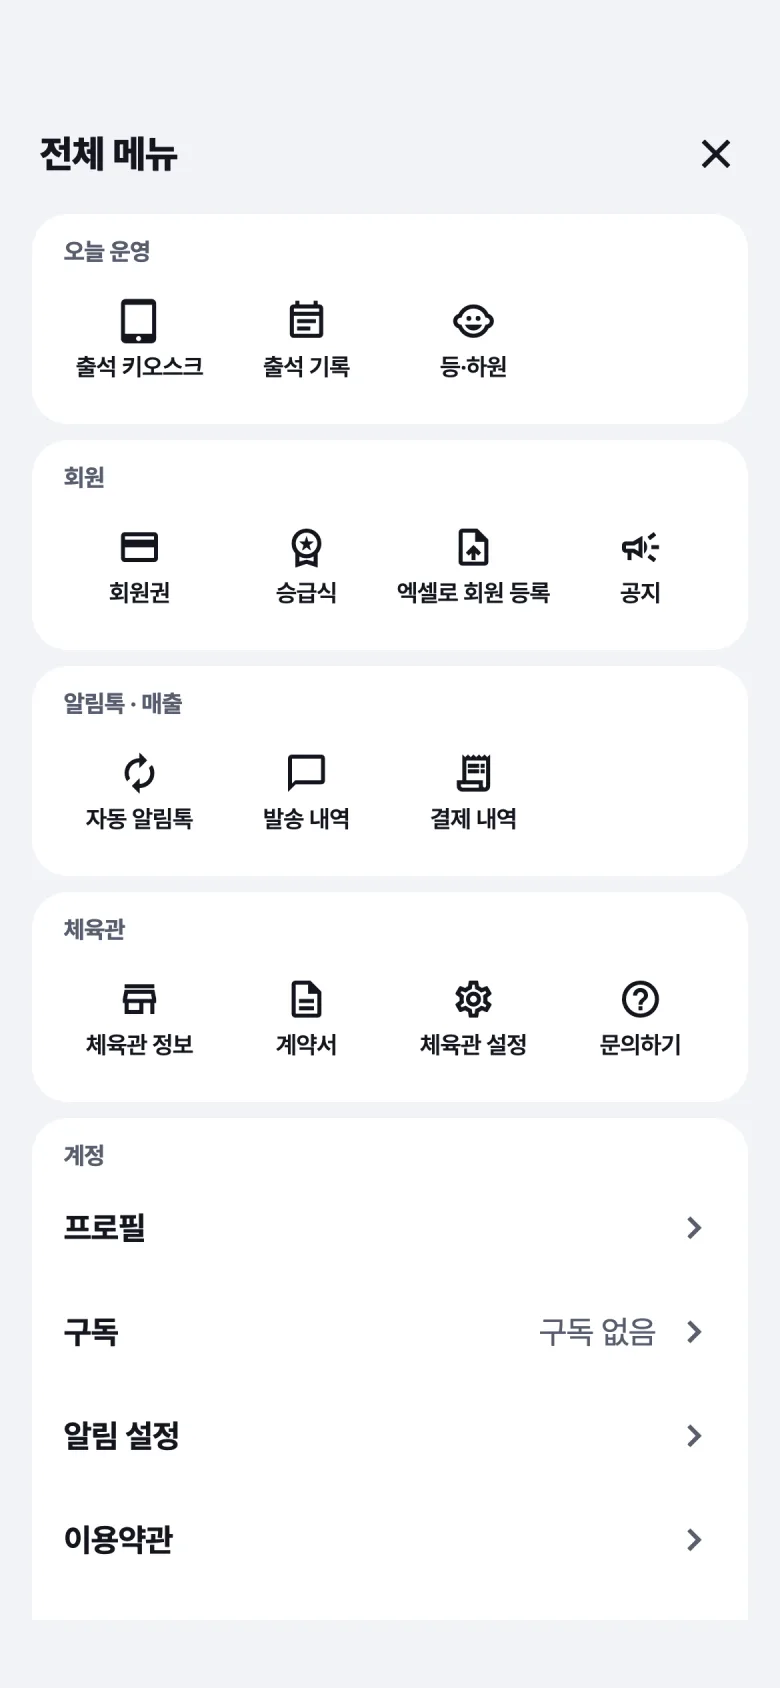 전체 메뉴
오늘 운영
출석 키오스크 출석 기록 등·하원
회원
회원권 승급식 엑셀로 회원 등록 공지
알림톡 · 매출
자동 알림톡 발송 내역 결제 내역
체육관
체육관 정보 계약서 체육관 설정 문의하기
계정
프로필
구독 구독 없음
알림 설정
이용약관